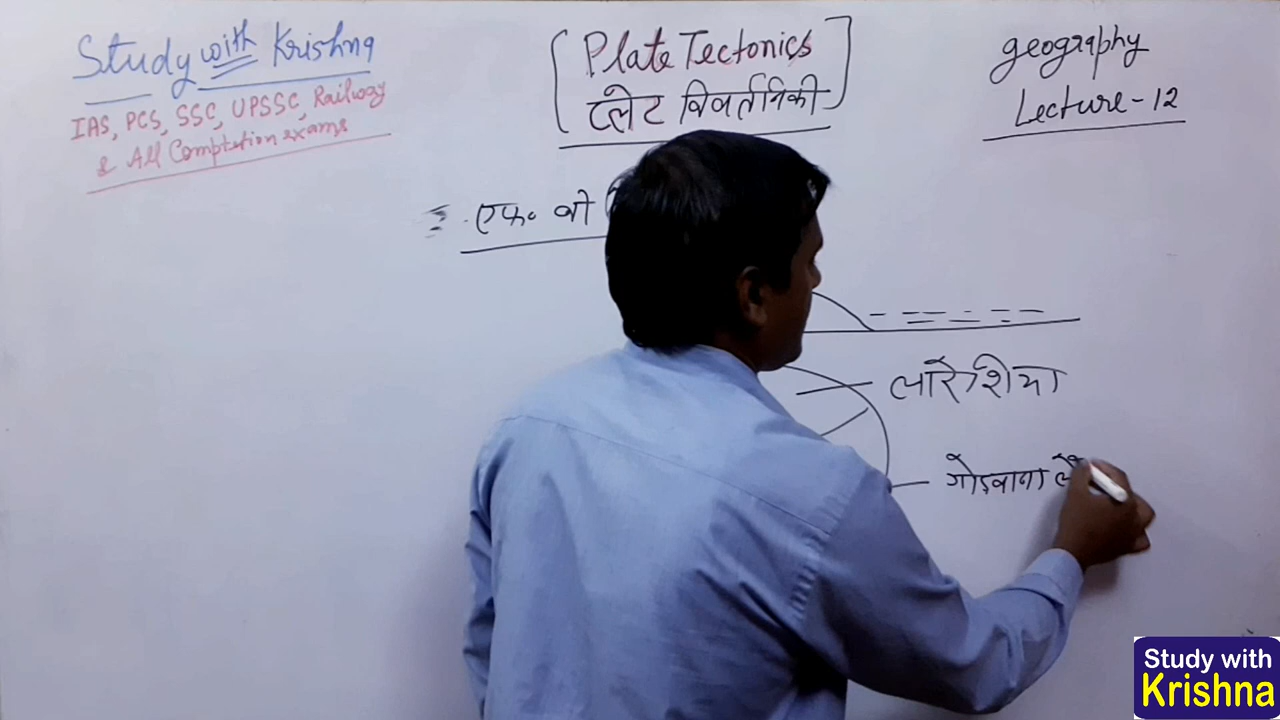 Study with Krishna
IAS, PCS, SSC, UPSSC, Railway
& All Comptetion exams
Plate Tectonics
प्लेट विवर्तनिकी
geography
Lecture-12
एफ० बी
लारेशिया
गोडवाना
Study with
Krishna